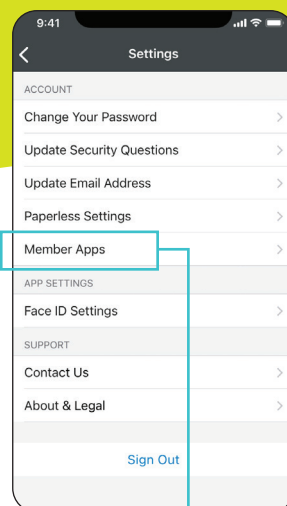 9:41
Settings
ACCOUNT
Change Your Password
Update Security Questions
Update Email Address
Paperless Settings
Member Apps
APP SETTINGS
Face ID Settings
SUPPORT
Contact Us
About & Legal
Sign Out